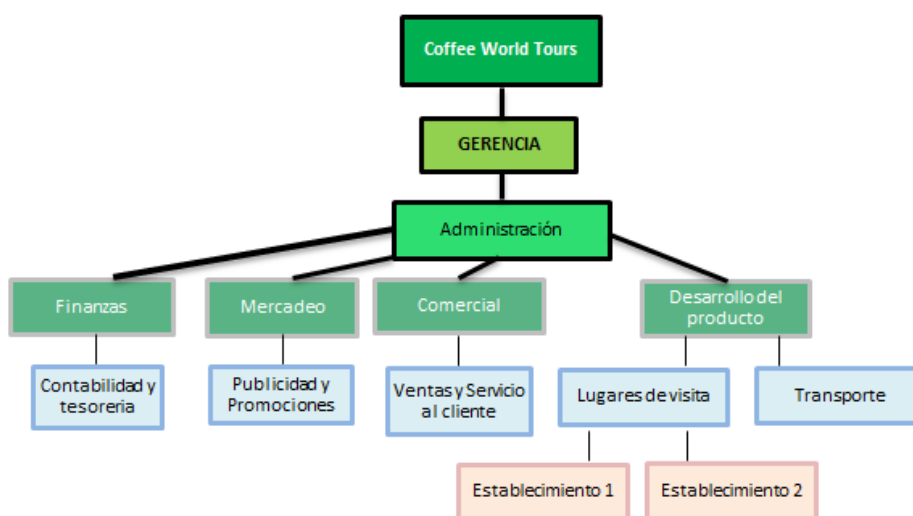 Coffee World Tours
GERENCIA
Administración
Finanzas
Mercadeo
Comercial
Desarrollo del
producto
Contabilidad y
tesoreria
Publicidad y
Promociones
Ventas y Servicio
al cliente
Lugares de visita
Transporte
Establecimiento 1
Establecimiento 2